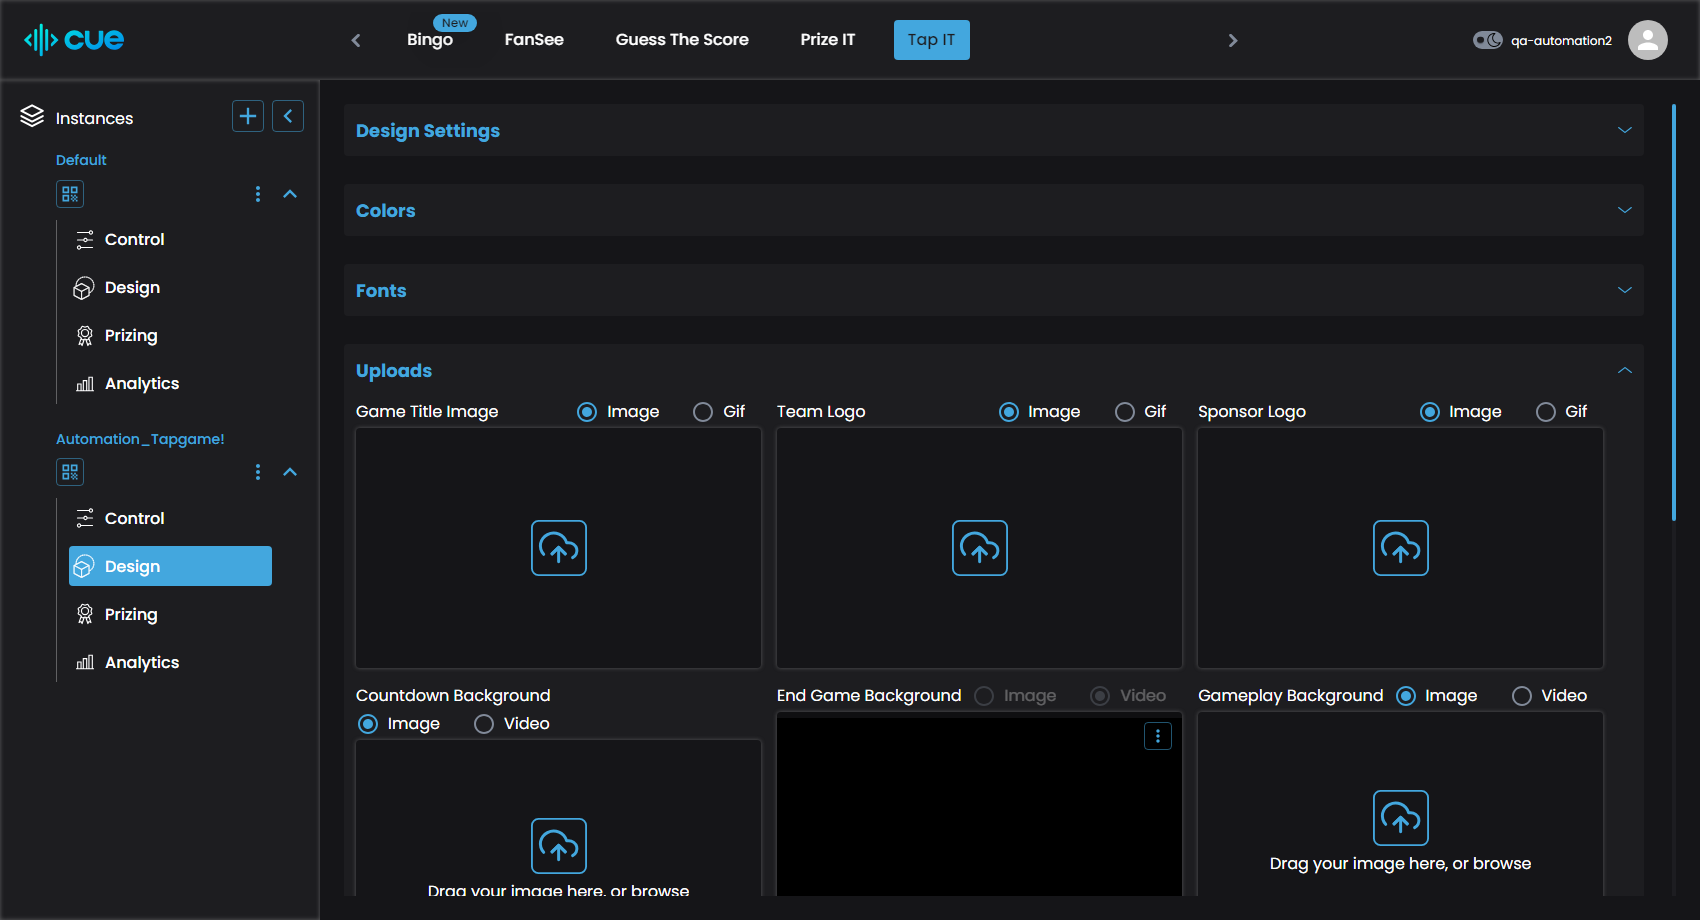 cue
New
Bingo
FanSee
Guess The Score
Prize IT
Tap IT
qa-automation2
Instances
Default
Control
Design
Prizing
Analytics
Automation_Tapgame!
Control
Design
Prizing
Analytics
Design Settings
Colors
Fonts
Uploads
Game Title Image Image Gif
Team Logo Image Gif
Sponsor Logo Image Gif
Countdown Background
Image Video
Drag your image here, or browse
End Game Background Image Video
Gameplay Background Image Video
Drag your image here, or browse